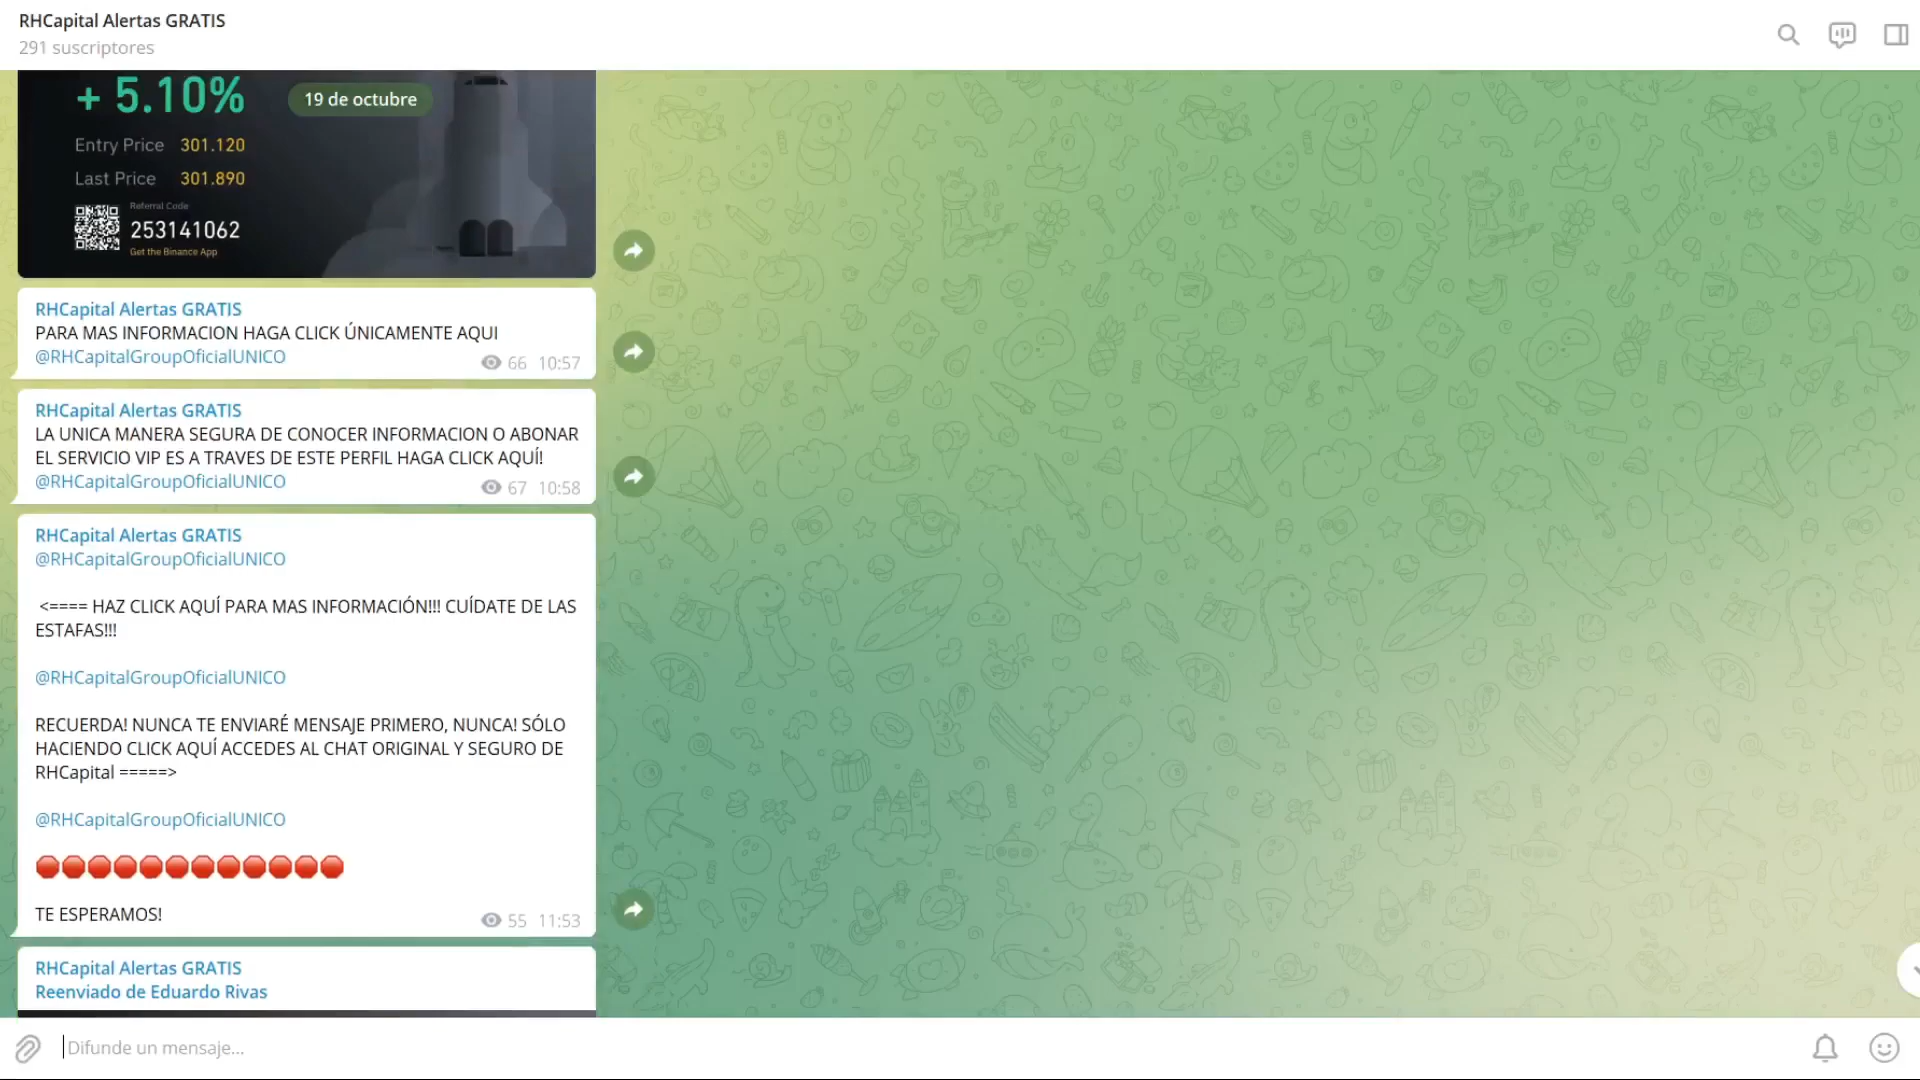 RHCapital Alertas GRATIS
291 suscriptores
+ 5.10%
19 de octubre
Entry Price 301.120
Last Price 301.890
Referral Code
253141062
Get the Binance App
RHCapital Alertas GRATIS
PARA MAS INFORMACION HAGA CLICK ÚNICAMENTE AQUI
@RHCapitalGroupOficialUNICO
66 10:57
RHCapital Alertas GRATIS
LA UNICA MANERA SEGURA DE CONOCER INFORMACION O ABONAR
EL SERVICIO VIP ES A TRAVES DE ESTE PERFIL HAGA CLICK AQUÍ!
@RHCapitalGroupOficialUNICO
67 10:58
RHCapital Alertas GRATIS
@RHCapitalGroupOficialUNICO
<==== HAZ CLICK AQUÍ PARA MAS INFORMACIÓN!!! CUÍDATE DE LAS
ESTAFAS!!!
@RHCapitalGroupOficialUNICO
RECUERDA! NUNCA TE ENVIARÉ MENSAJE PRIMERO, NUNCA! SÓLO
HACIENDO CLICK AQUÍ ACCEDES AL CHAT ORIGINAL Y SEGURO DE
RHCapital =====>
@RHCapitalGroupOficialUNICO
🛑🛑🛑🛑🛑🛑🛑🛑🛑🛑🛑🛑
TE ESPERAMOS!
55 11:53
RHCapital Alertas GRATIS
Reenviado de Eduardo Rivas
Difunde un mensaje...